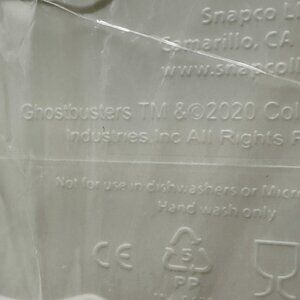 Snapco L
Camarillo, CA
www.snapcoll
Ghostbusters TM &©2020 Col
Industries, Inc All Rights R
Not for use in dishwashers or Micro
Hand wash only
CE
5
PP